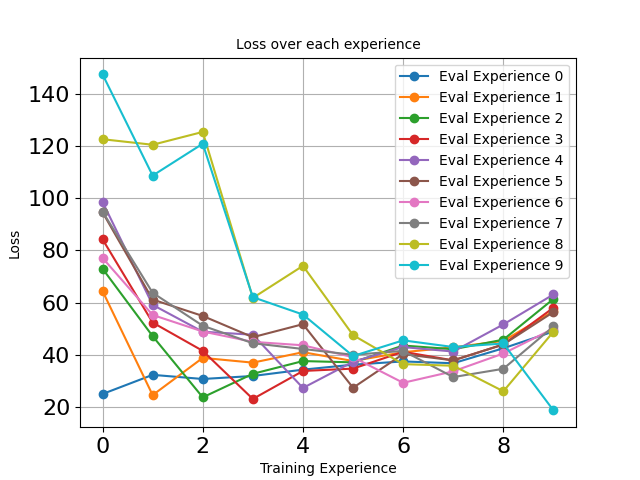 Loss over each experience
Eval Experience 0
Eval Experience 1
Eval Experience 2
Eval Experience 3
Eval Experience 4
Eval Experience 5
Eval Experience 6
Eval Experience 7
Eval Experience 8
Eval Experience 9
Loss
140
120
100
80
60
40
20
0 2 4 6 8
Training Experience